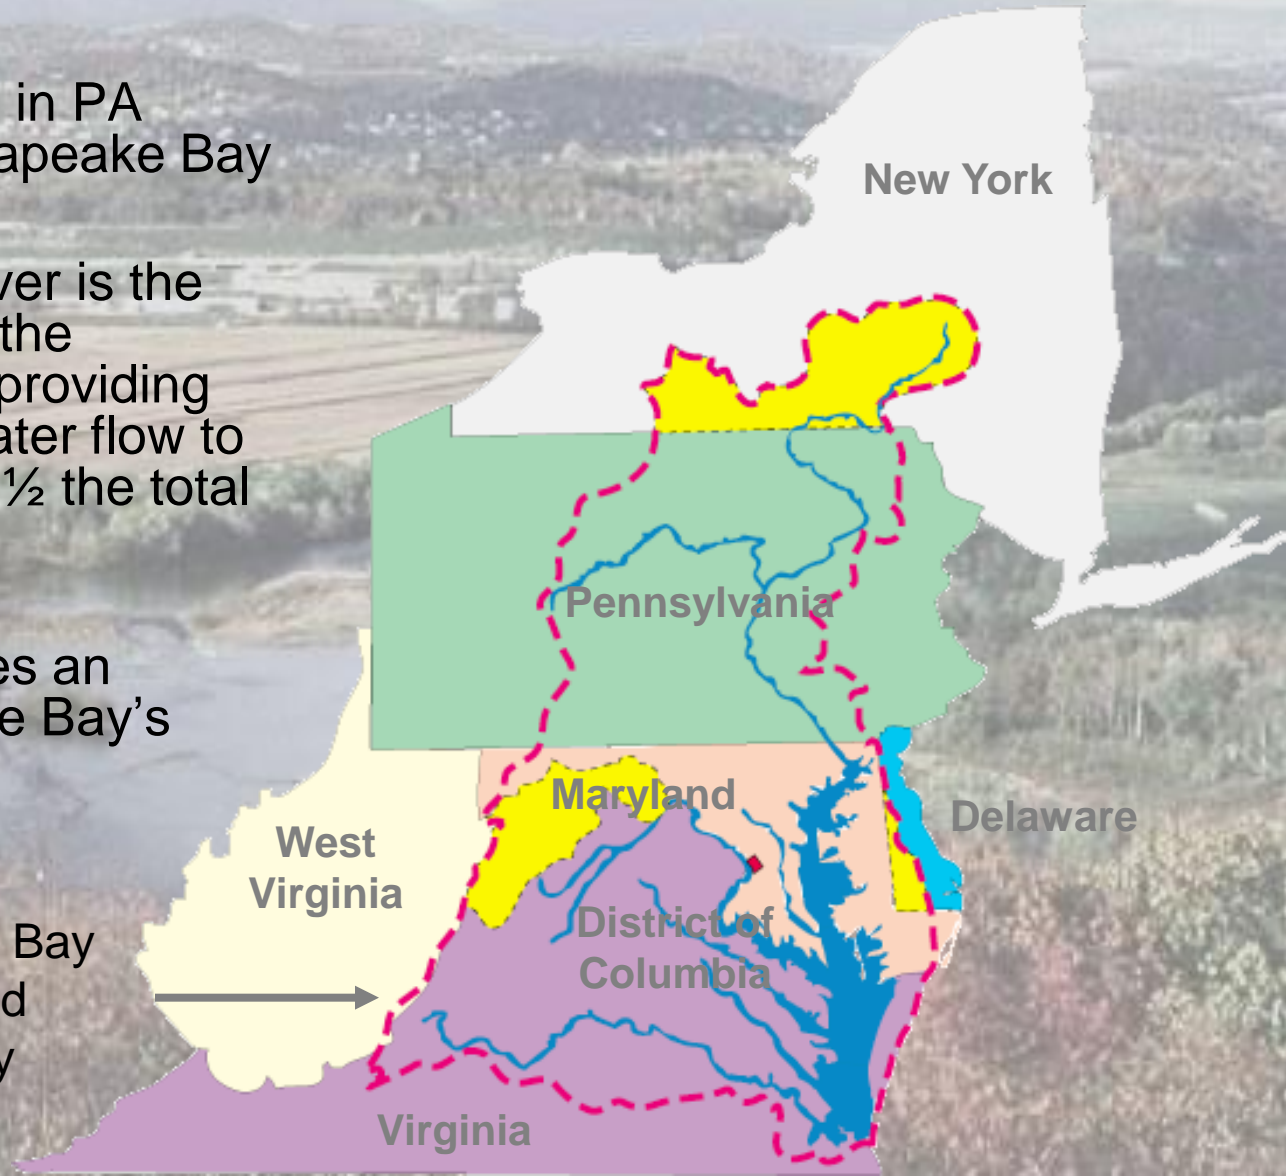 in PA
apeake Bay
ver is the
the
providing
ater flow to
½ the total
es an
e Bay's
Bay
d
y
New York
Pennsylvania
Maryland
Delaware
West
Virginia
District of
Columbia
Virginia